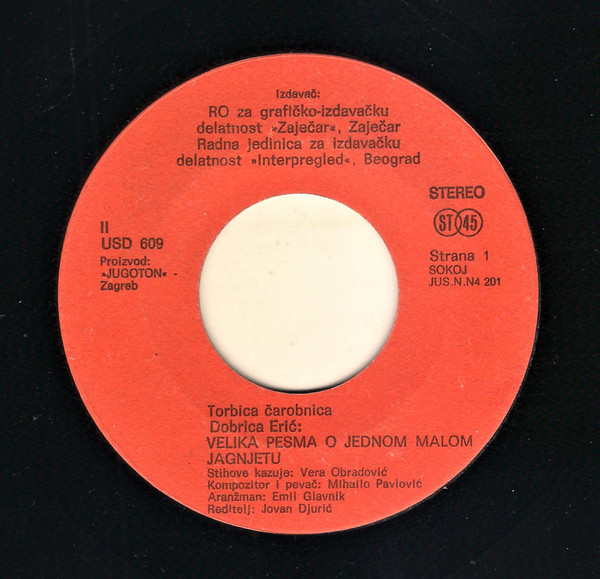 Izdavač:
RO za grafičko-izdavačku
delatnost »Zaječar«, Zaječar
Radna jedinica za izdavačku
delatnost »Interpregled«, Beograd
STEREO
ST 45
II
USD 609
Proizvod:
»JUGOTON« -
Zagreb
Strana 1
SOKOJ
JUS.N.N4 201
Torbica čarobnica
Dobrica Erić:
VELIKA PESMA O JEDNOM MALOM
JAGNJETU
Stihove kazuje: Vera Obradović
Kompozitor i pevač: Mihailo Pavlović
Aranžman: Emil Glavnik
Reditelj: Jovan Djurić